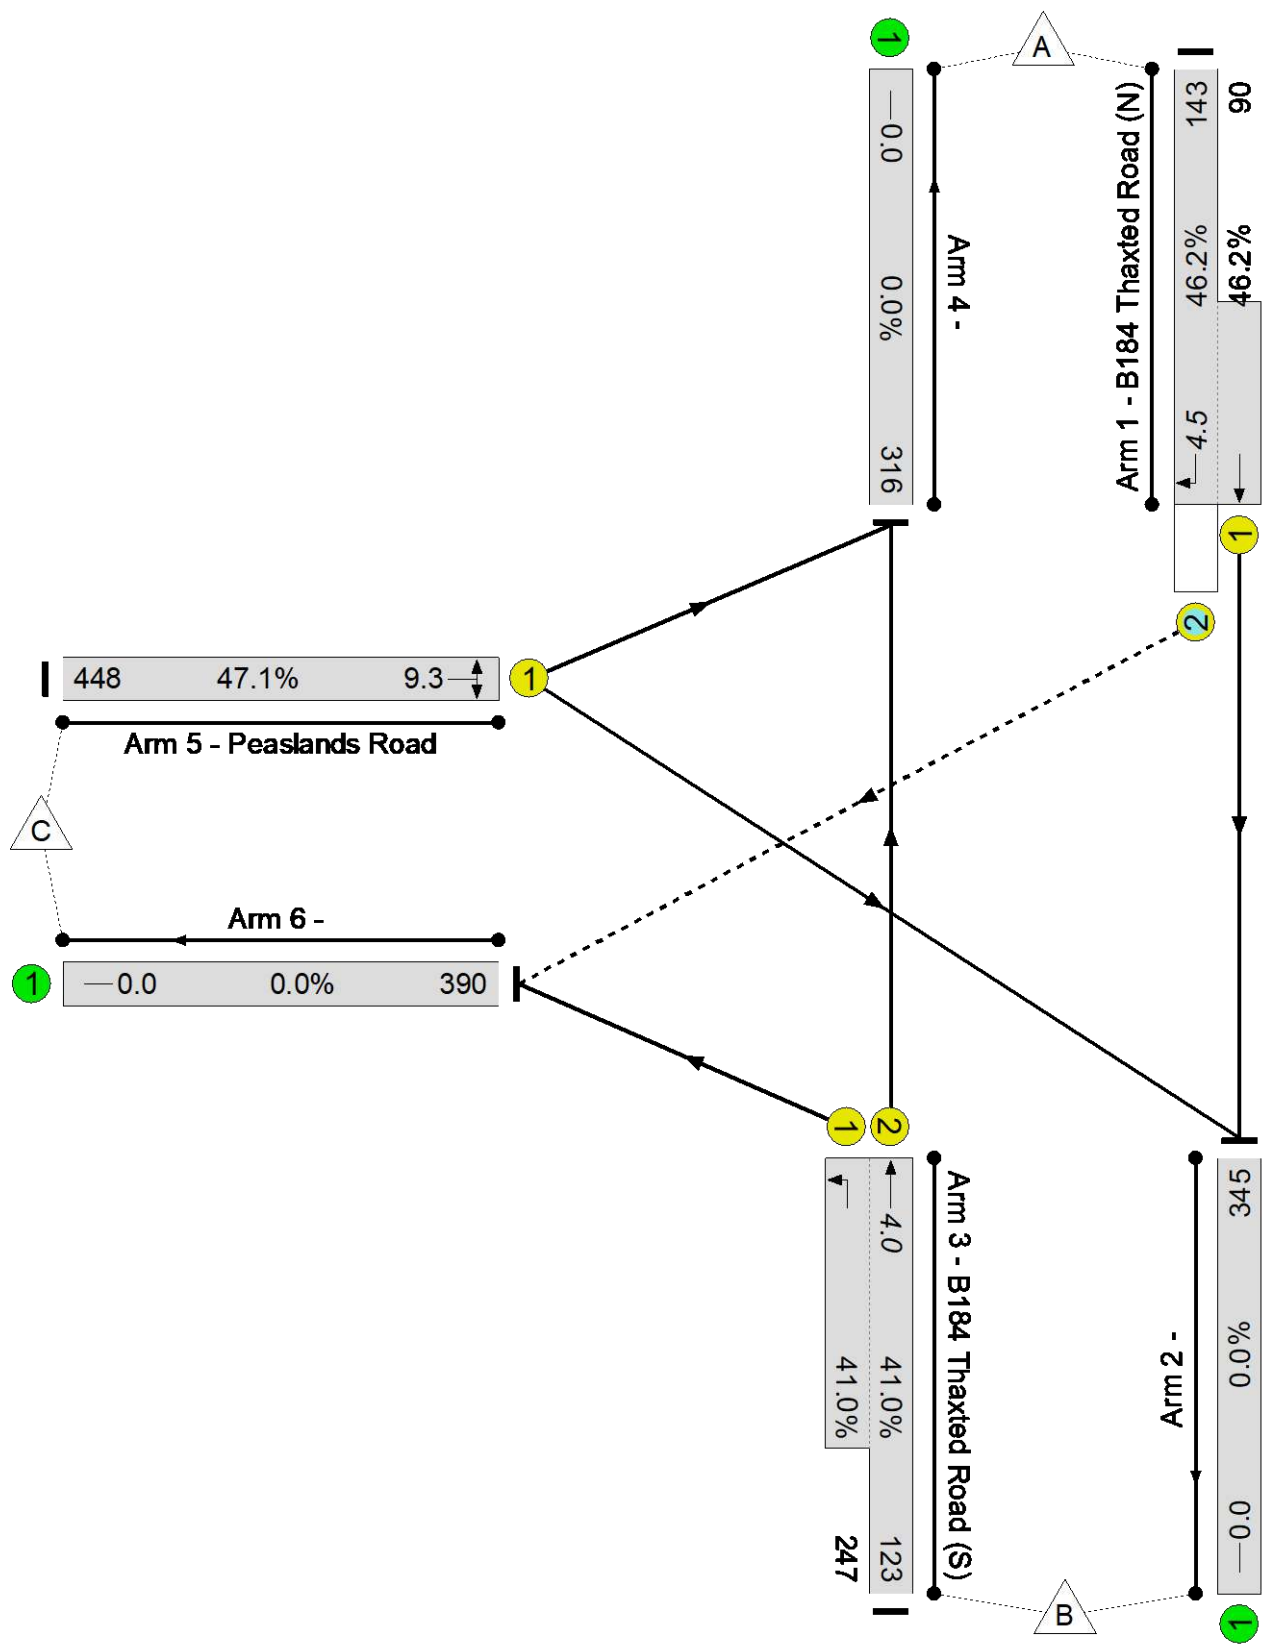 1
A
143
90
46.2%
46.2%
4.5
Arm 1 - B184 Thaxted Road (N)
1
2
0.0
0.0%
316
Arm 4 -
448 47.1% 9.3
1
Arm 5 - Peaslands Road
C
Arm 6 -
1
0.0 0.0% 390
1
2
4.0
41.0%
41.0%
123
247
Arm 3 - B184 Thaxted Road (S)
345
0.0%
0.0
Arm 2 -
B
1